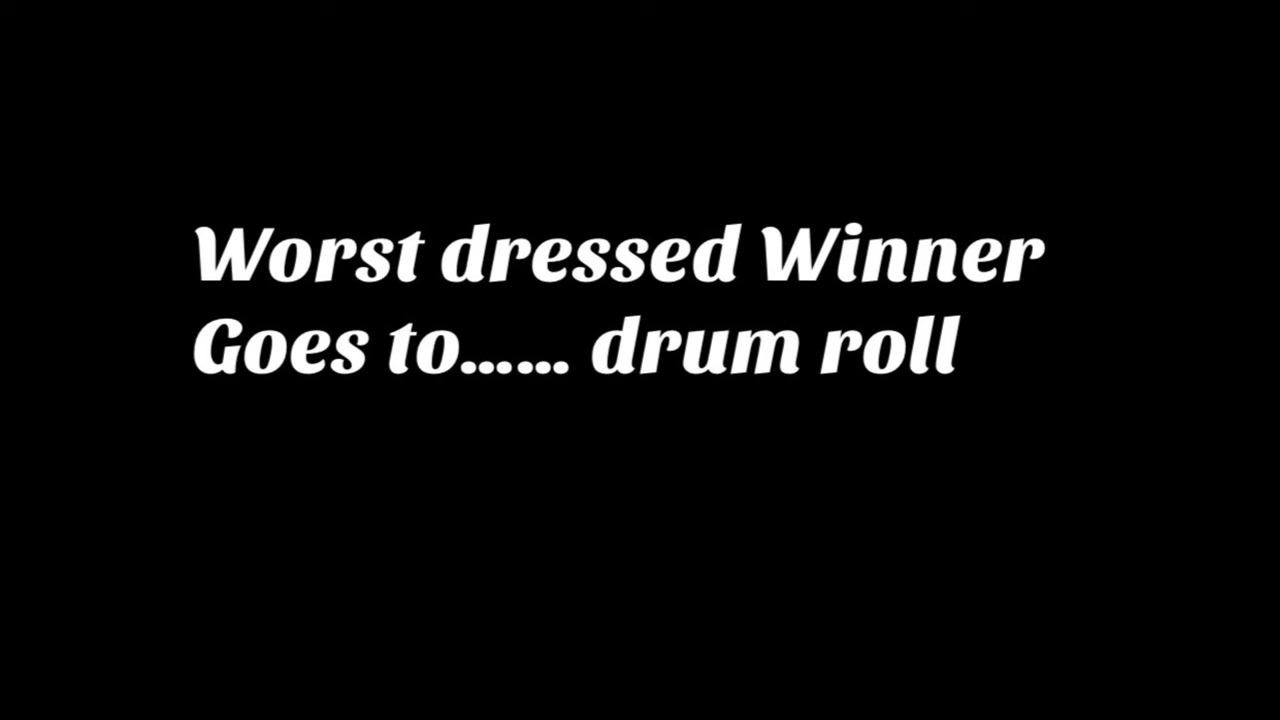 Worst dressed Winner
Goes to...... drum roll